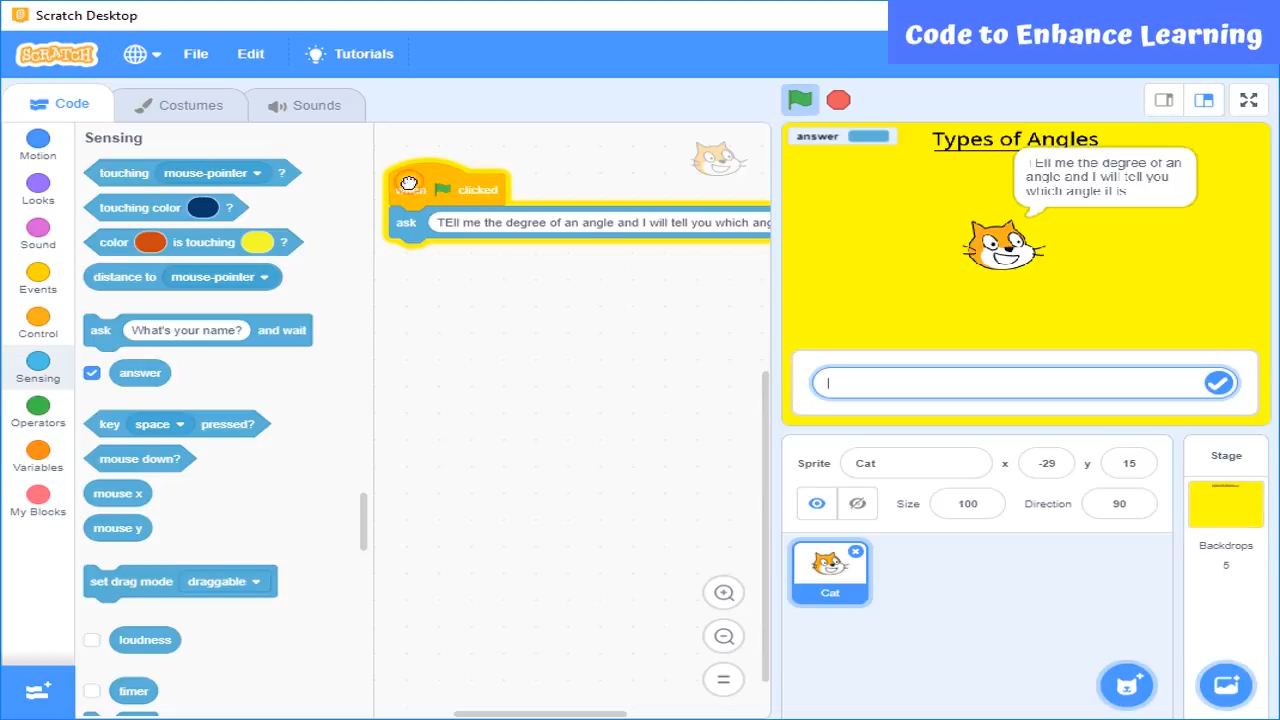 Scratch Desktop
Code to Enhance Learning
SCRATCH
File
Edit
Tutorials
Code
Costumes
Sounds
Motion
Looks
Sound
Events
Control
Sensing
Operators
Variables
My Blocks
Sensing
touching mouse-pointer ?
touching color ?
color is touching ?
distance to mouse-pointer
ask What's your name? and wait
answer
key space pressed?
mouse down?
mouse x
mouse y
set drag mode draggable
loudness
timer
when clicked
ask TEll me the degree of an angle and I will tell you which ang
answer
Types of Angles
TEll me the degree of an
angle and I will tell you
which angle it is
Sprite Cat x -29 y 15
Size 100 Direction 90
Cat
Stage
Backdrops
5